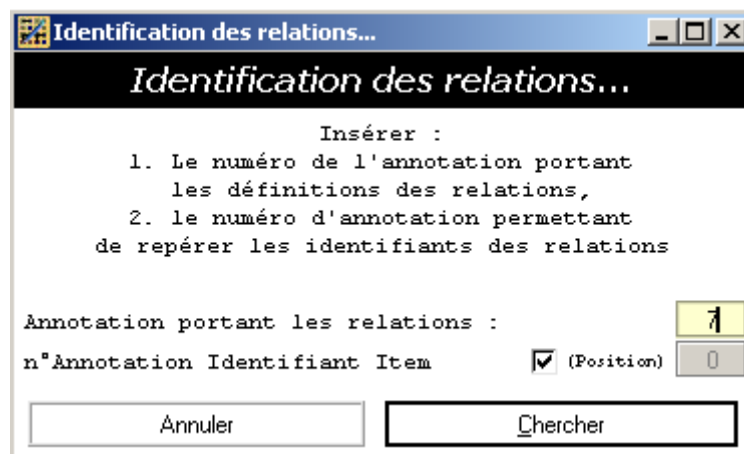 Identification des relations...
Identification des relations...
Insérer :
1. Le numéro de l'annotation portant
les définitions des relations,
2. le numéro d'annotation permettant
de repérer les identifiants des relations
Annotation portant les relations : 7
n°Annotation Identifiant Item (Position) 0
Annuler Chercher